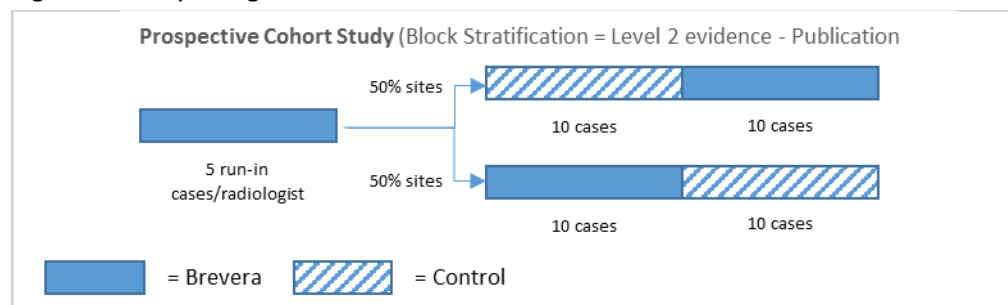 Prospective Cohort Study (Block Stratification = Level 2 evidence - Publication
50% sites
10 cases
10 cases
5 run-in
cases/radiologist
50% sites
10 cases
10 cases
= Brevera
= Control